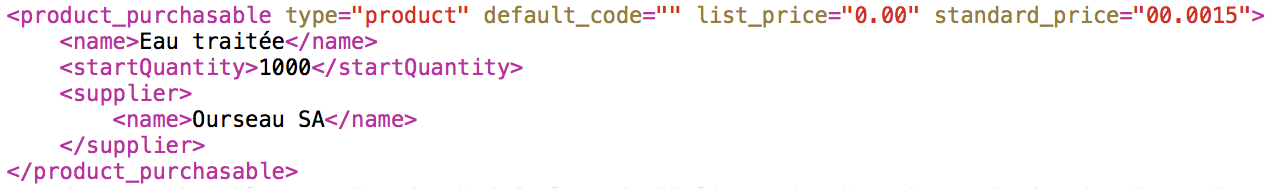 <product_purchasable type="product" default_code="" list_price="0.00" standard_price="00.0015">
    <name>Eau traitée</name>
    <startQuantity>1000</startQuantity>
    <supplier>
        <name>Ourseau SA</name>
    </supplier>
</product_purchasable>